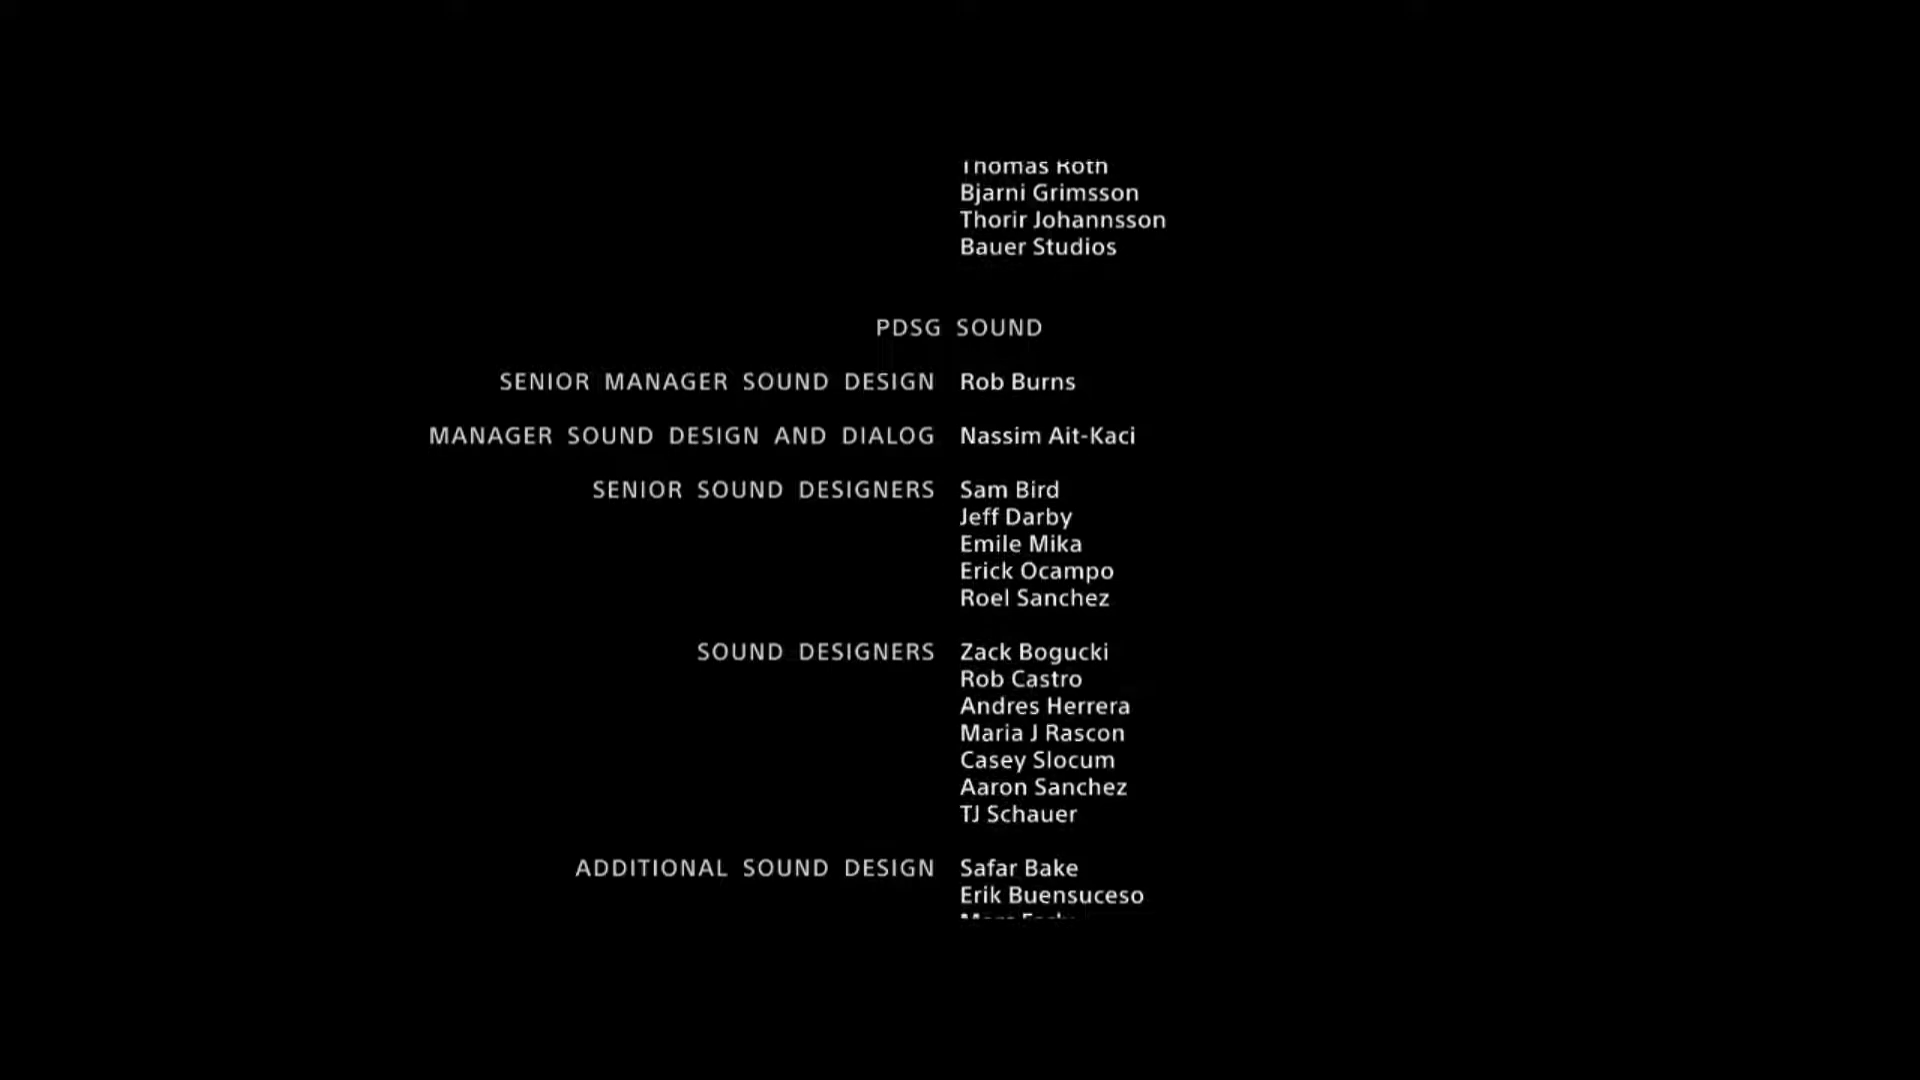 Thomas Roth
Bjarni Grimsson
Thorir Johannsson
Bauer Studios
PDSG SOUND
SENIOR MANAGER SOUND DESIGN Rob Burns
MANAGER SOUND DESIGN AND DIALOG Nassim Ait-Kaci
SENIOR SOUND DESIGNERS Sam Bird
Jeff Darby
Emile Mika
Erick Ocampo
Roel Sanchez
SOUND DESIGNERS Zack Bogucki
Rob Castro
Andres Herrera
Maria J Rascon
Casey Slocum
Aaron Sanchez
TJ Schauer
ADDITIONAL SOUND DESIGN Safar Bake
Erik Buensuceso